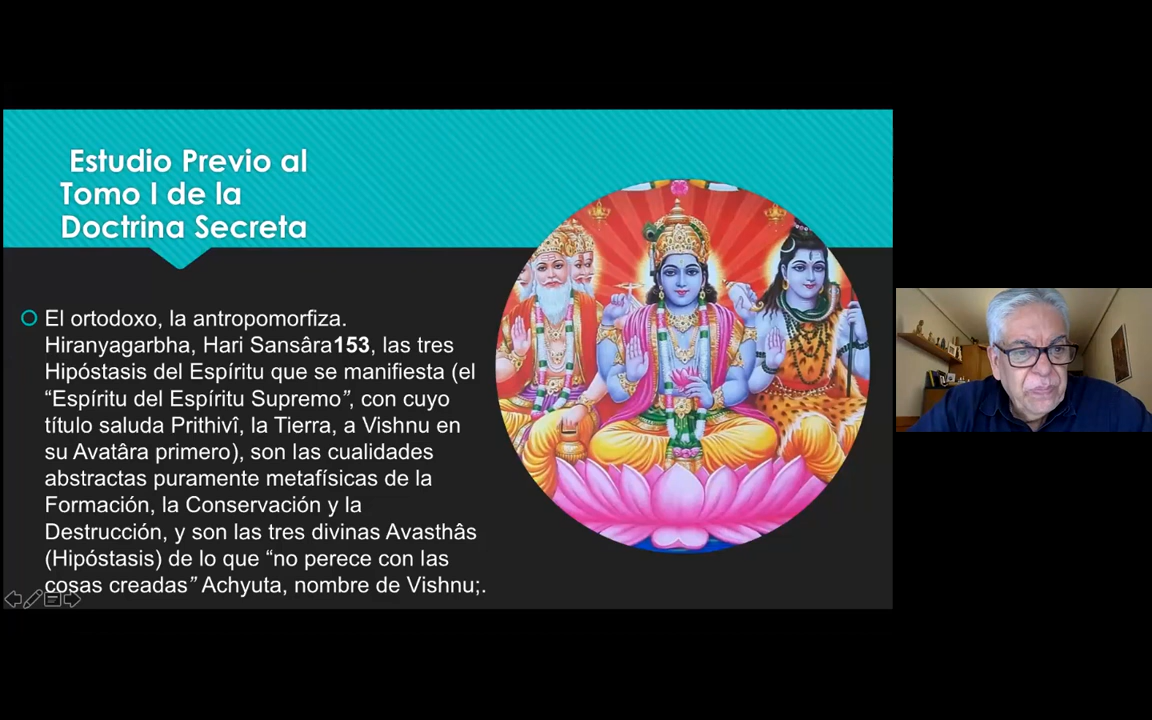 Estudio Previo al
Tomo I de la
Doctrina Secreta
El ortodoxo, la antropomorfiza.
Hiranyagarbha, Hari Sansâra153, las tres
Hipóstasis del Espíritu que se manifiesta (el
“Espíritu del Espíritu Supremo”, con cuyo
título saluda Prithivî, la Tierra, a Vishnu en
su Avatâra primero), son las cualidades
abstractas puramente metafísicas de la
Formación, la Conservación y la
Destrucción, y son las tres divinas Avasthâs
(Hipóstasis) de lo que “no perece con las
cosas creadas” Achyuta, nombre de Vishnu;.